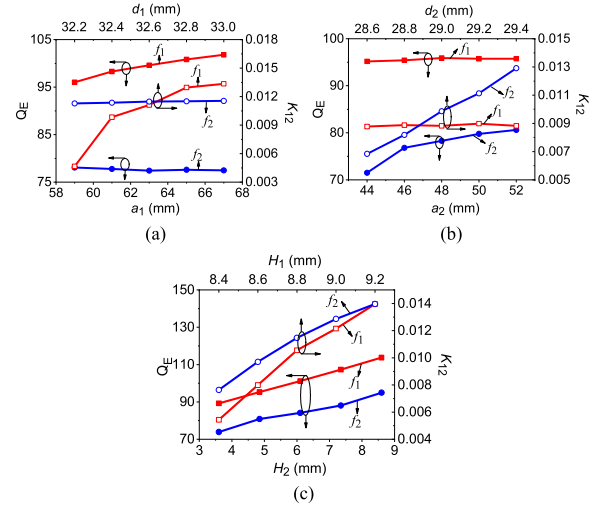 d1 (mm)
32.2 32.4 32.6 32.8 33.0
105 95 85 75
QE
0.018 0.015 0.012 0.009 0.006 0.003
K12
f1
f1
f2
f2
58 60 62 64 66 68
a1 (mm)
(a)
d2 (mm)
28.6 28.8 29.0 29.2 29.4
100 90 80 70
QE
0.015 0.013 0.011 0.009 0.007 0.005
K12
f1
f2
f1
f2
44 46 48 50 52
a2 (mm)
(b)
H1 (mm)
8.4 8.6 8.8 9.0 9.2
150 130 110 90 70
QE
0.014 0.012 0.010 0.008 0.006 0.004
K12
f2
f1
f1
f2
3 4 5 6 7 8 9
H2 (mm)
(c)